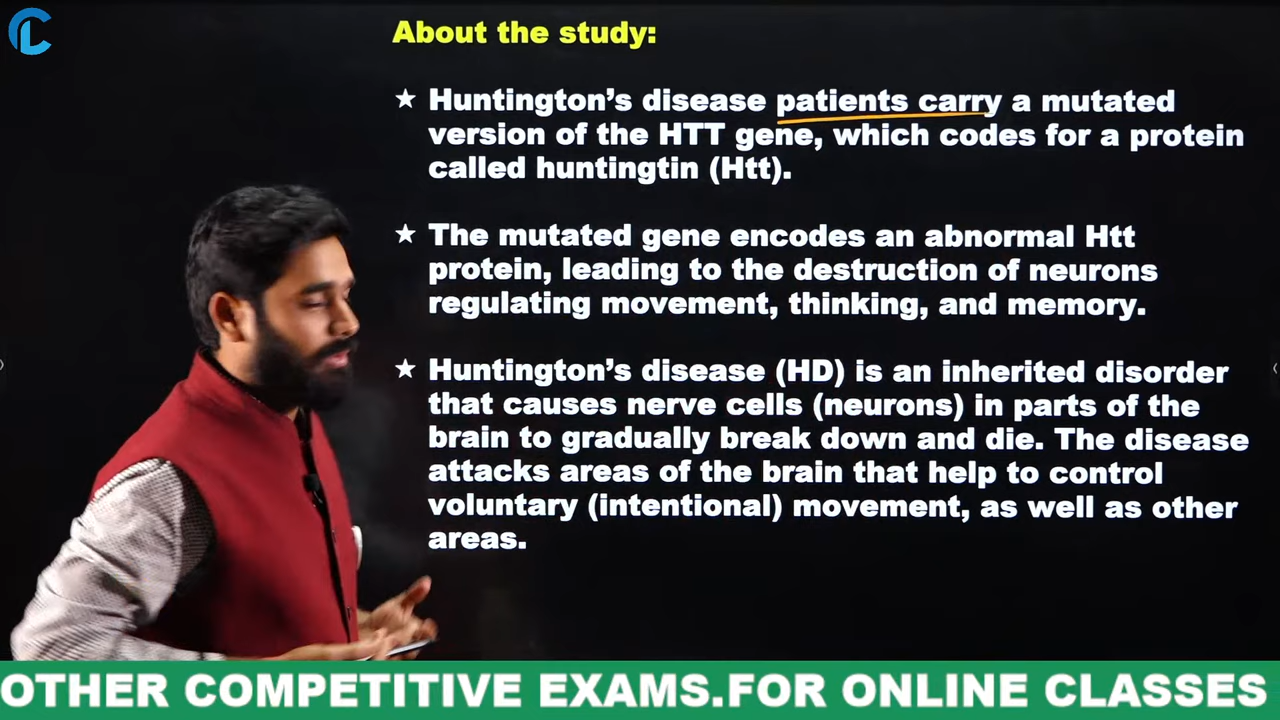 About the study:
★ Huntington's disease patients carry a mutated
version of the HTT gene, which codes for a protein
called huntingtin (Htt).
★ The mutated gene encodes an abnormal Htt
protein, leading to the destruction of neurons
regulating movement, thinking, and memory.
★ Huntington's disease (HD) is an inherited disorder
that causes nerve cells (neurons) in parts of the
brain to gradually break down and die. The disease
attacks areas of the brain that help to control
voluntary (intentional) movement, as well as other
areas.
OTHER COMPETITIVE EXAMS.FOR ONLINE CLASSES